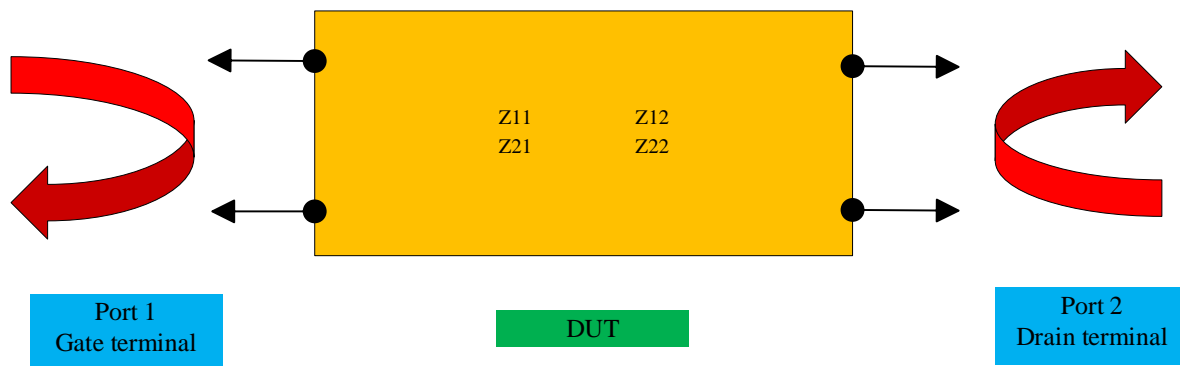 Z11 Z12
Z21 Z22
Port 1
Gate terminal
DUT
Port 2
Drain terminal